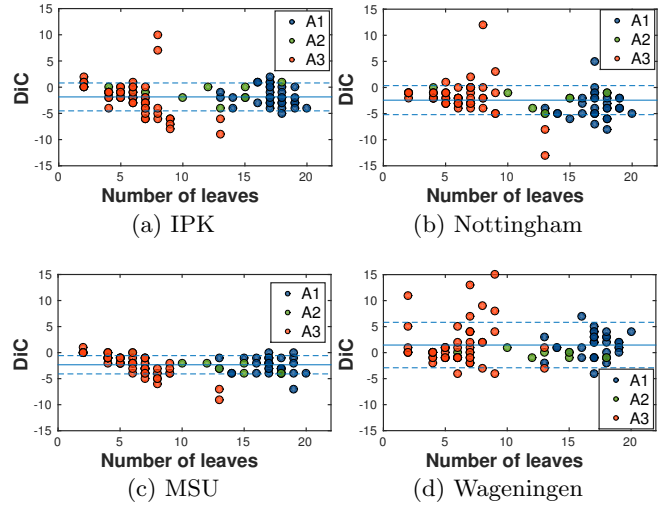 15
10
5
0
-5
-10
-15
DiC
A1
A2
A3
0 5 10 15 20
Number of leaves
(a) IPK
15
10
5
0
-5
-10
-15
DiC
A1
A2
A3
0 5 10 15 20
Number of leaves
(b) Nottingham
15
10
5
0
-5
-10
-15
DiC
A1
A2
A3
0 5 10 15 20
Number of leaves
(c) MSU
15
10
5
0
-5
-10
-15
DiC
A1
A2
A3
0 5 10 15 20
Number of leaves
(d) Wageningen